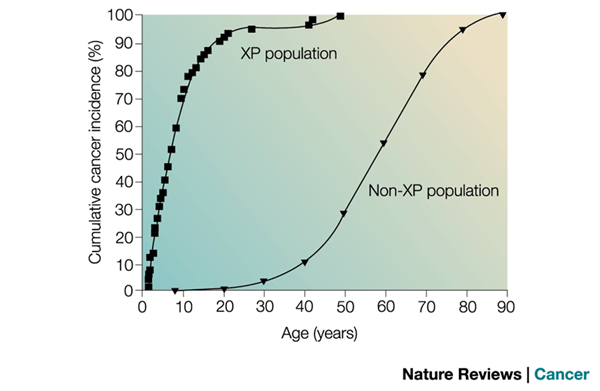 100
90
80
70
60
50
40
30
20
10
0
Cumulative cancer incidence (%)
XP population
Non-XP population
0 10 20 30 40 50 60 70 80 90
Age (years)
Nature Reviews | Cancer